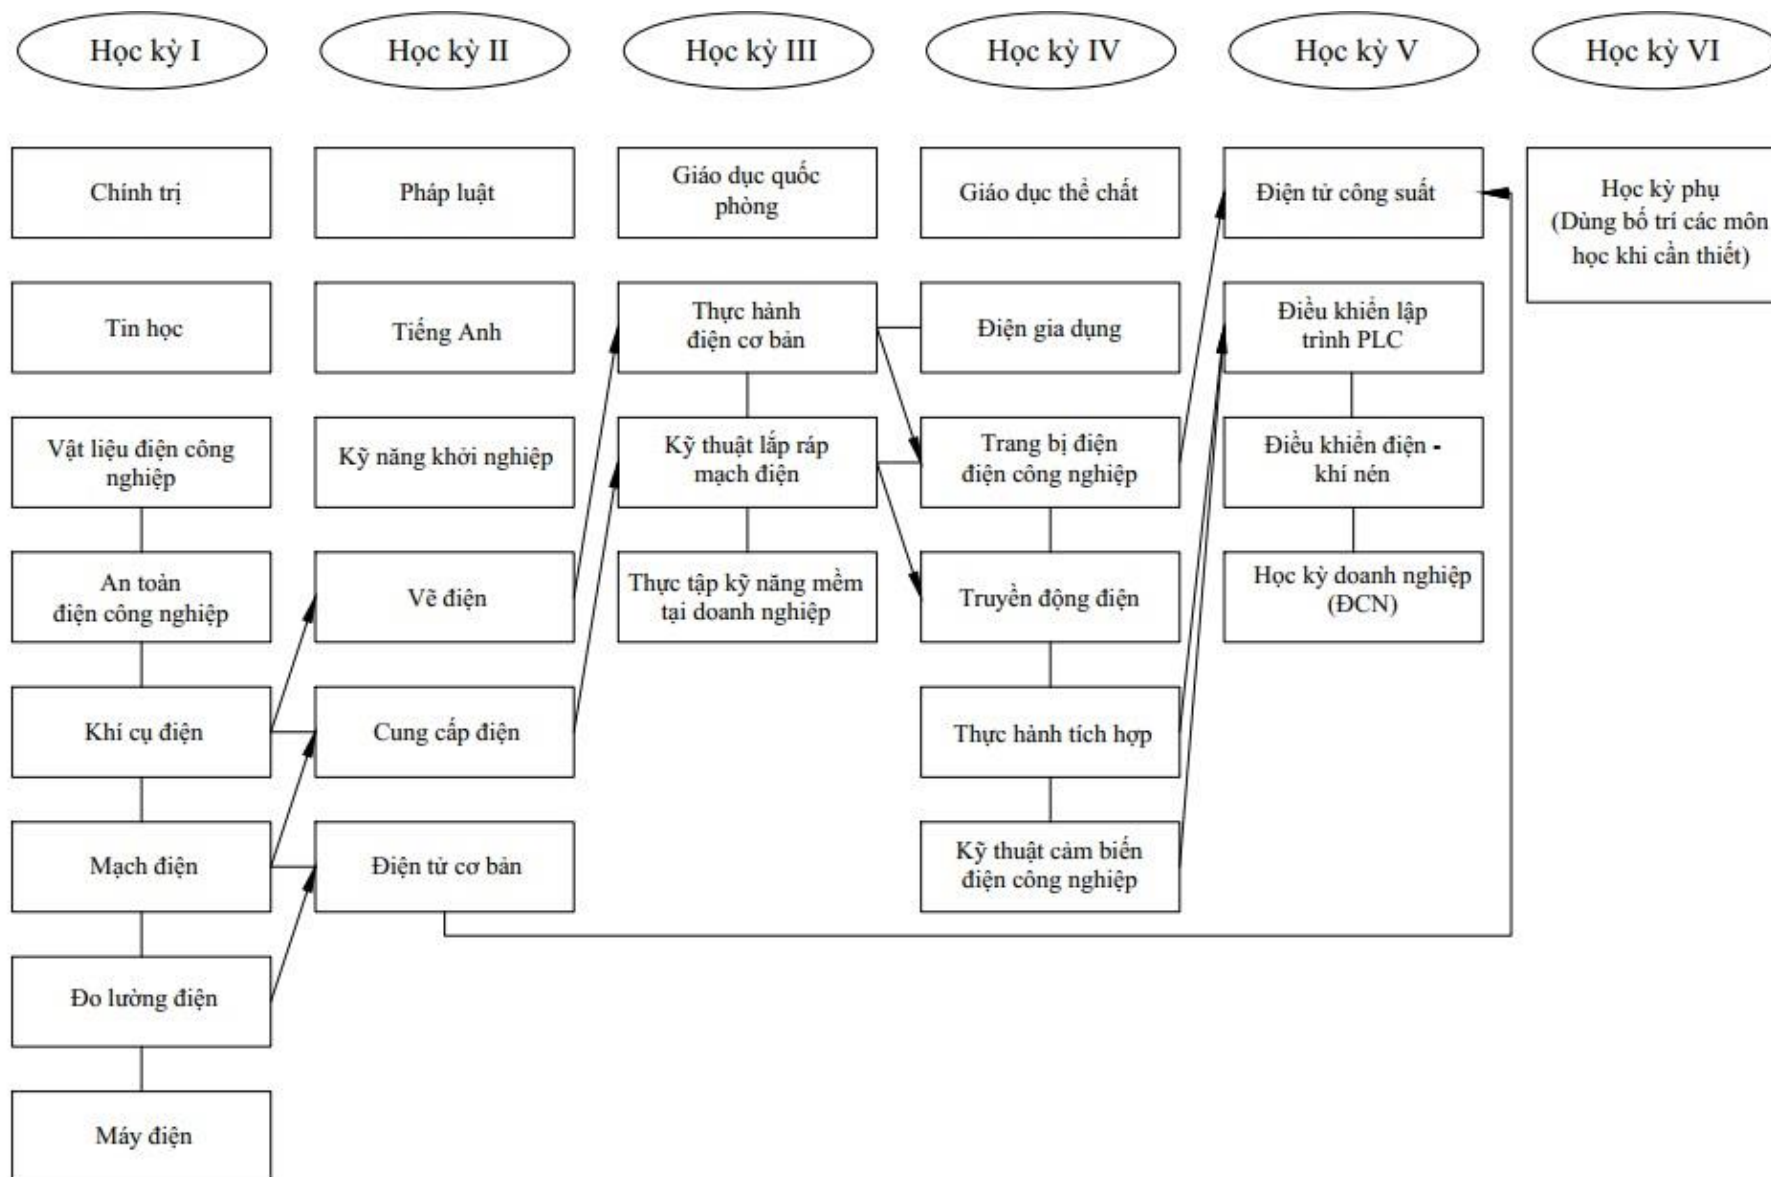 Học kỳ I
Học kỳ II
Học kỳ III
Học kỳ IV
Học kỳ V
Học kỳ VI
Chính trị
Tin học
Vật liệu điện công
nghiệp
An toàn
điện công nghiệp
Khí cụ điện
Mạch điện
Đo lường điện
Máy điện
Pháp luật
Tiếng Anh
Kỹ năng khởi nghiệp
Vẽ điện
Cung cấp điện
Điện tử cơ bản
Giáo dục quốc
phòng
Thực hành
điện cơ bản
Kỹ thuật lắp ráp
mạch điện
Thực tập kỹ năng mềm
tại doanh nghiệp
Giáo dục thể chất
Điện gia dụng
Trang bị điện
điện công nghiệp
Truyền động điện
Thực hành tích hợp
Kỹ thuật cảm biến
điện công nghiệp
Điện tử công suất
Điều khiển lập
trình PLC
Điều khiển điện -
khí nén
Học kỳ doanh nghiệp
(ĐCN)
Học kỳ phụ
(Dùng bố trí các môn
học khi cần thiết)